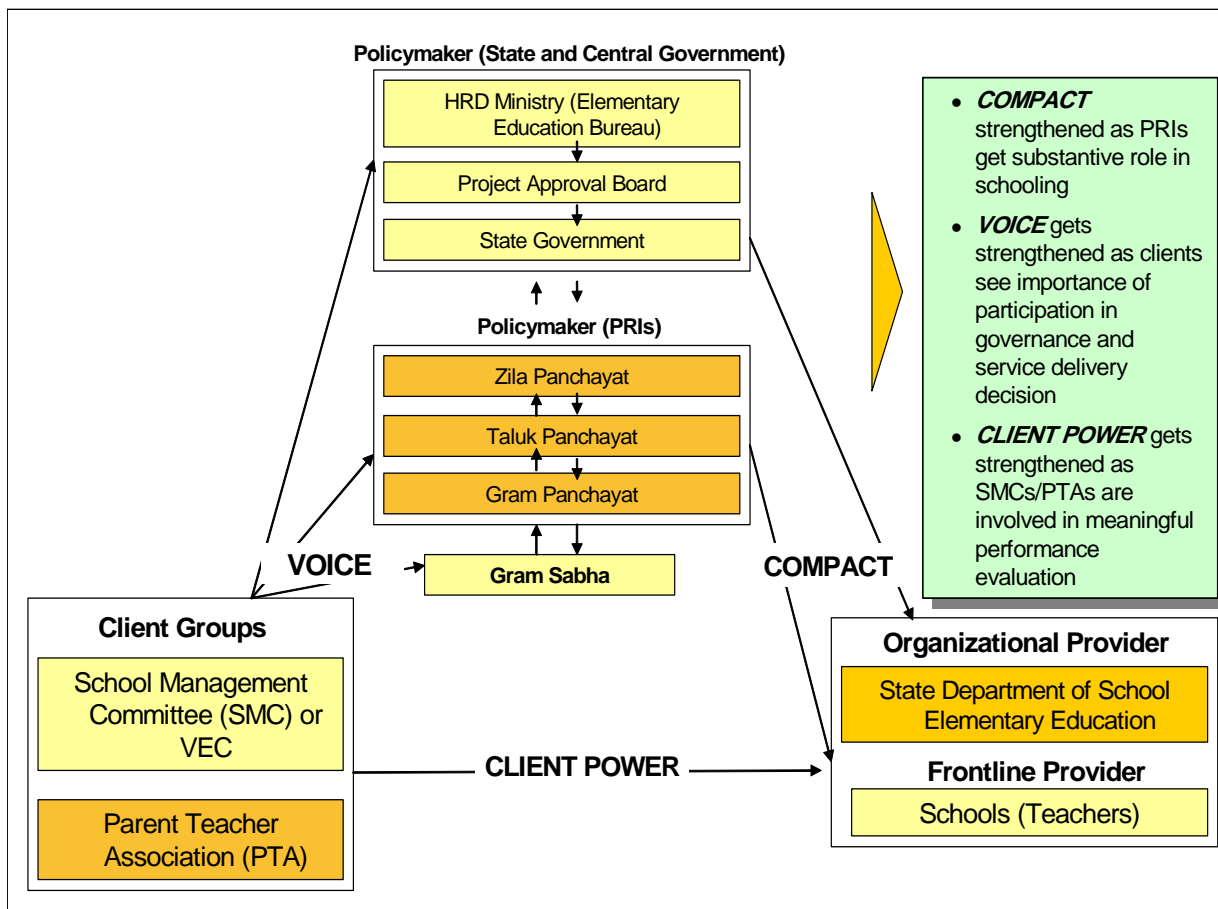 Policymaker (State and Central Government)
HRD Ministry (Elementary
Education Bureau)
Project Approval Board
State Government
Policymaker (PRIs)
Zila Panchayat
Taluk Panchayat
Gram Panchayat
Gram Sabha
VOICE
COMPACT
• COMPACT
strengthened as PRIs
get substantive role in
schooling
• VOICE gets
strengthened as clients
see importance of
participation in
governance and
service delivery
decision
• CLIENT POWER gets
strengthened as
SMCs/PTAs are
involved in meaningful
performance
evaluation
Client Groups
School Management
Committee (SMC) or
VEC
Parent Teacher
Association (PTA)
CLIENT POWER
Organizational Provider
State Department of School
Elementary Education
Frontline Provider
Schools (Teachers)